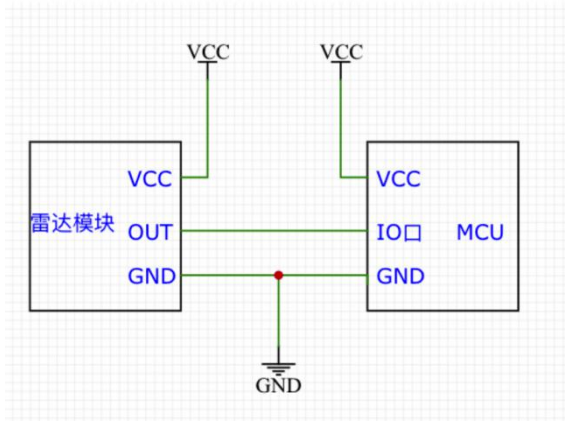 VCC
VCC
VCC
VCC
雷达模块
OUT
IO口
MCU
GND
GND
GND